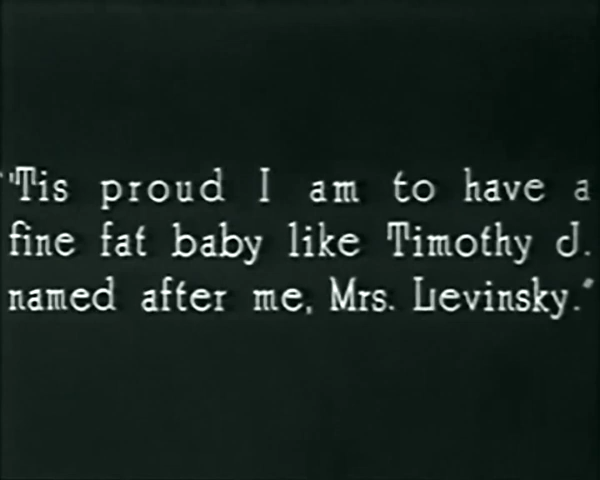 "'Tis proud I am to have a
fine fat baby like Timothy J.
named after me, Mrs. Levinsky."